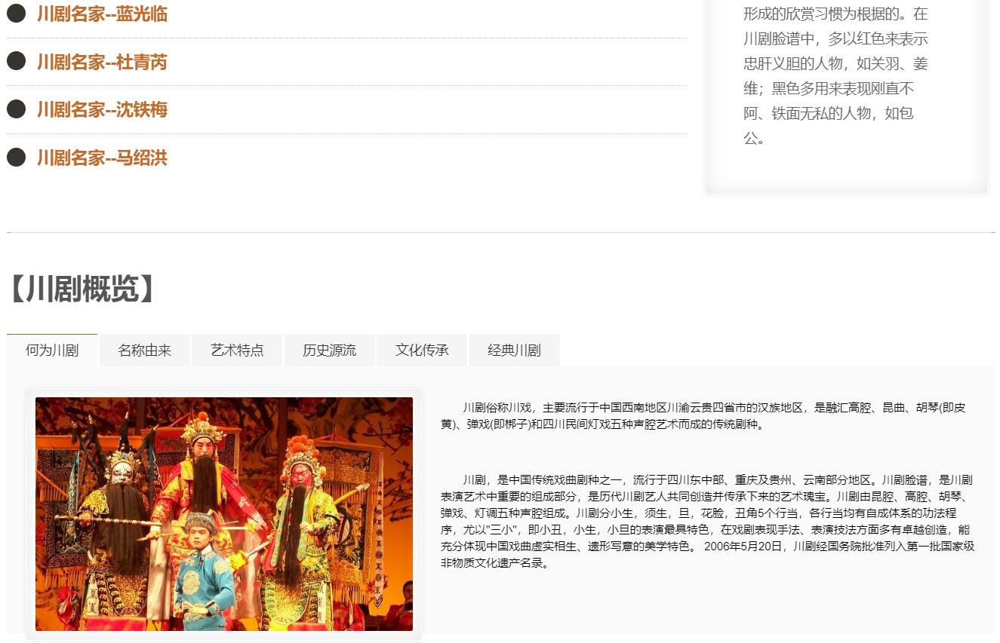 川剧名家--蓝光临
川剧名家--杜青芮
川剧名家--沈铁梅
川剧名家--马绍洪
形成的欣赏习惯为根据的。在
川剧脸谱中，多以红色来表示
忠肝义胆的人物，如关羽、姜
维；黑色多用来表现刚直不
阿、铁面无私的人物，如包
公。
【川剧概览】
何为川剧 名称由来 艺术特点 历史源流 文化传承 经典川剧
川剧俗称川戏，主要流行于中国西南地区川渝云贵四省市的汉族地区，是融汇高腔、昆曲、胡琴(即皮
黄)、弹戏(即梆子)和四川民间灯戏五种声腔艺术而成的传统剧种。
川剧，是中国传统戏曲剧种之一，流行于四川东中部、重庆及贵州、云南部分地区。川剧脸谱，是川剧
表演艺术中重要的组成部分，是历代川剧艺人共同创造并传承下来的艺术瑰宝。川剧由昆腔、高腔、胡琴、
弹戏、灯调五种声腔组成。川剧分小生，须生，旦，花脸，丑角5个行当，各行当均有自成体系的功法程
序，尤以"三小"，即小丑，小生，小旦的表演最具特色，在戏剧表现手法、表演技法方面多有卓越创造，能
充分体现中国戏曲虚实相生、遗形写意的美学特色。 2006年5月20日，川剧经国务院批准列入第一批国家级
非物质文化遗产名录。